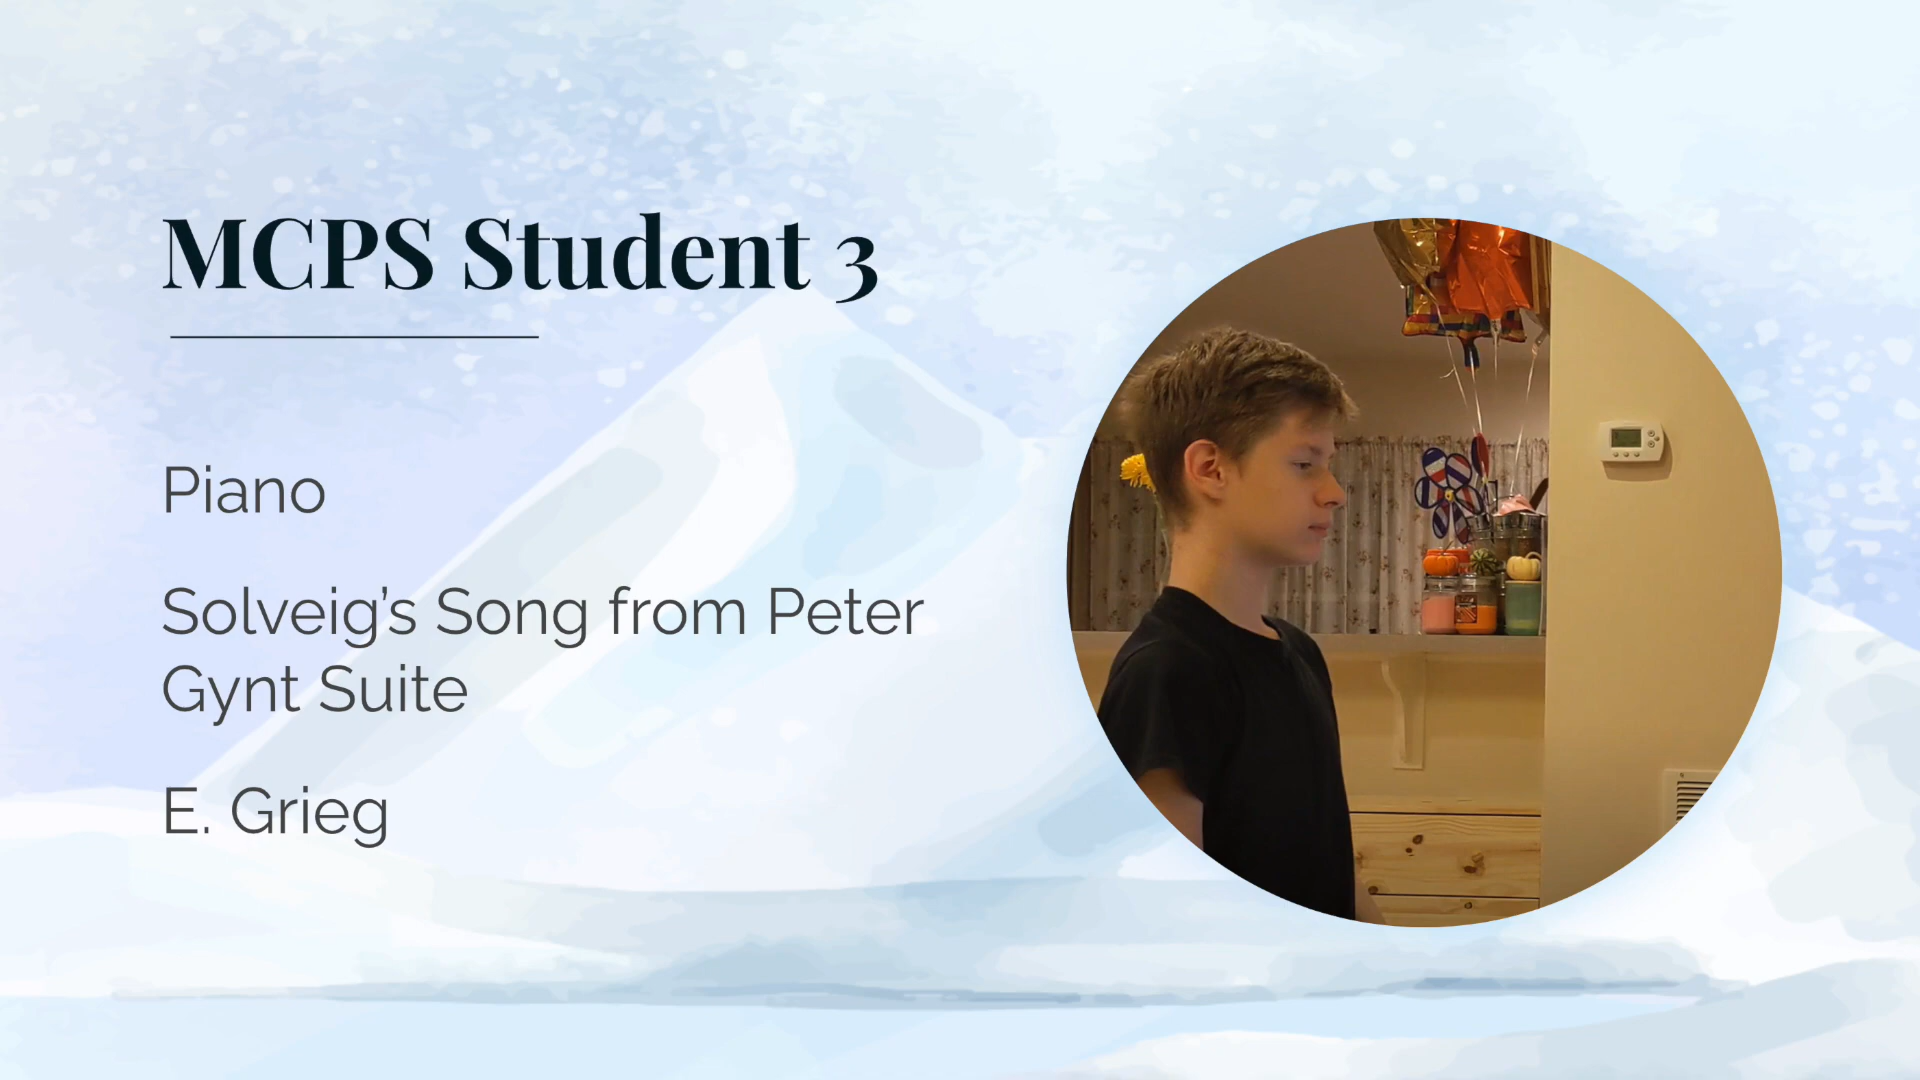 MCPS Student 3
Piano
Solveig’s Song from Peter
Gynt Suite
E. Grieg